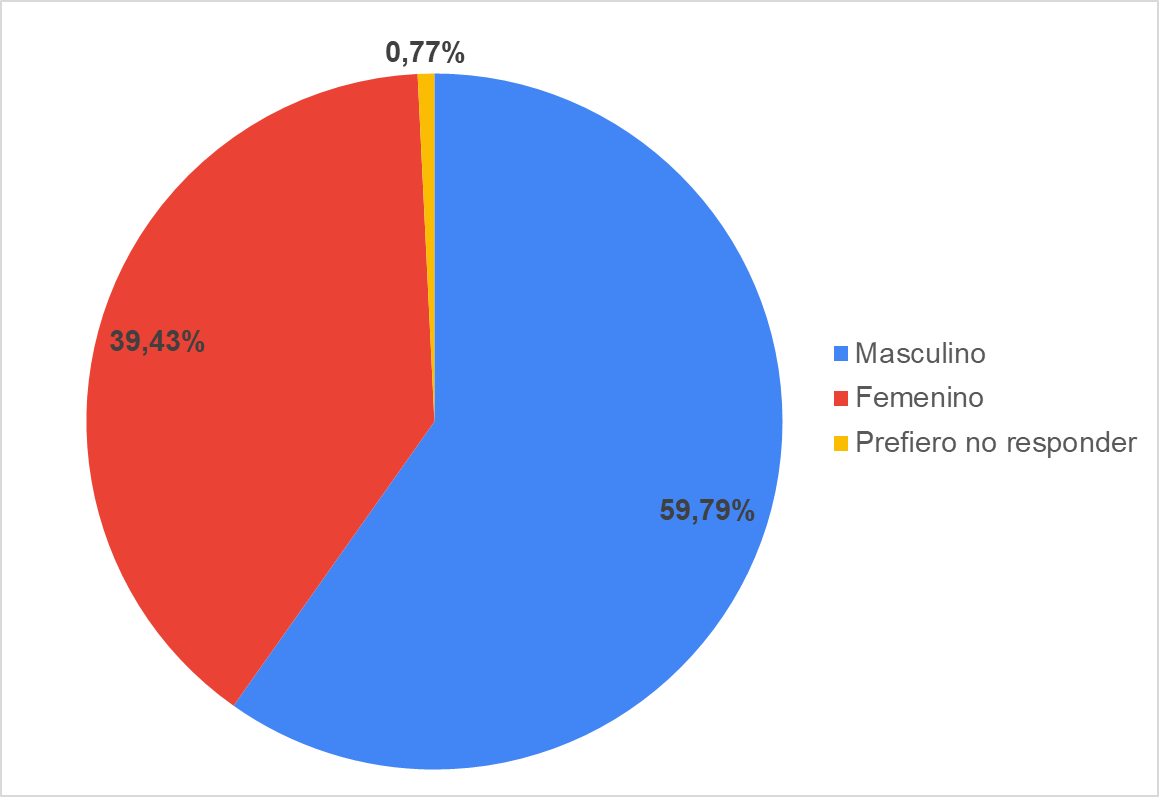 0,77%
39,43%
59,79%
Masculino
Femenino
Prefiero no responder